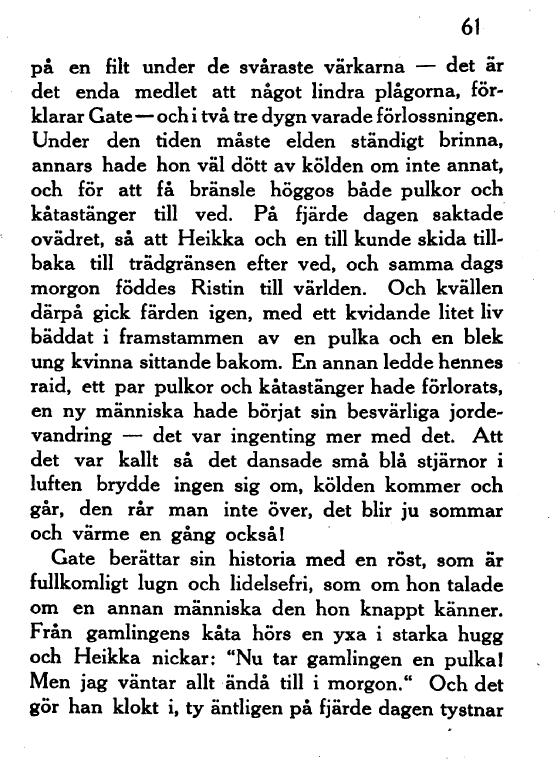 61
på en filt under de svåraste värkarna — det är
det enda medlet att något lindra plågorna, för-
klarar Gate — och i två tre dygn varade förlossningen.
Under den tiden måste elden ständigt brinna,
annars hade hon väl dött av kölden om inte annat,
och för att få bränsle höggos både pulkor och
kåtastänger till ved. På fjärde dagen saktade
ovädret, så att Heikka och en till kunde skida till-
baka till trädgränsen efter ved, och samma dags
morgon föddes Ristin till världen. Och kvällen
därpå gick färden igen, med ett kvidande litet liv
bäddat i framstammen av en pulka och en blek
ung kvinna sittande bakom. En annan ledde hennes
raid, ett par pulkor och kåtastänger hade förlorats,
en ny människa hade börjat sin besvärliga jorde-
vandring — det var ingenting mer med det. Att
det var kallt så det dansade små blå stjärnor i
luften brydde ingen sig om, kölden kommer och
går, den rår man inte över, det blir ju sommar
och värme en gång också!
Gate berättar sin historia med en röst, som är
fullkomligt lugn och lidelsefri, som om hon talade
om en annan människa den hon knappt känner.
Från gamlingens kåta hörs en yxa i starka hugg
och Heikka nickar: “Nu tar gamlingen en pulka!
Men jag väntar allt ändå till i morgon.“ Och det
gör han klokt i, ty äntligen på fjärde dagen tystnar